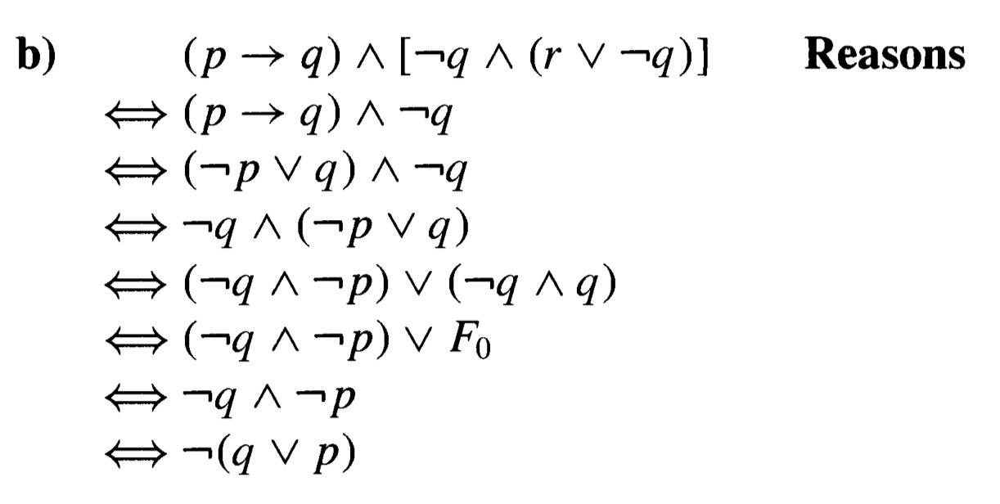 b) (p → q) ∧ [¬q ∧ (r ∨ ¬q)] Reasons
⟺ (p → q) ∧ ¬q
⟺ (¬p ∨ q) ∧ ¬q
⟺ ¬q ∧ (¬p ∨ q)
⟺ (¬q ∧ ¬p) ∨ (¬q ∧ q)
⟺ (¬q ∧ ¬p) ∨ F₀
⟺ ¬q ∧ ¬p
⟺ ¬(q ∨ p)